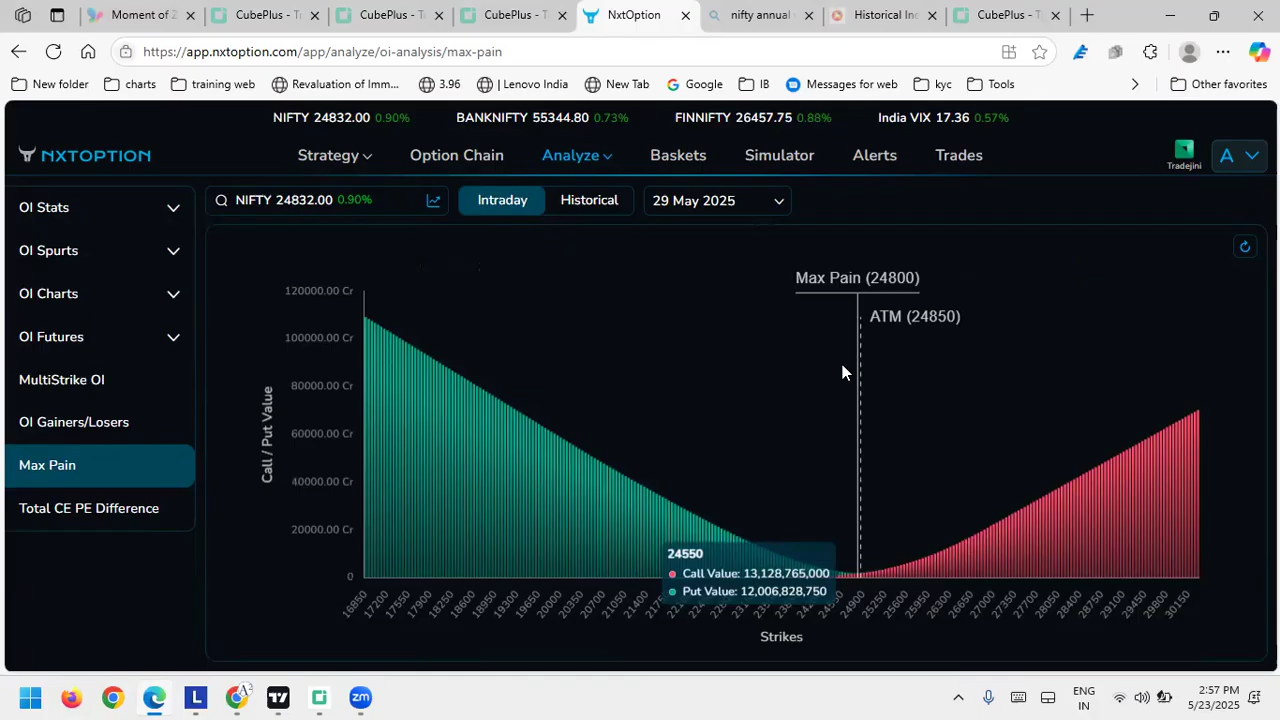 Moment of Z
CubePlus - Tr
CubePlus - Tr
CubePlus - Tr
NxtOption
nifty annual r
Historical Inc
CubePlus - Tr
https://app.nxtoption.com/app/analyze/oi-analysis/max-pain
New folder
charts
training web
Revaluation of Imm...
3.96
Lenovo India
New Tab
Google
IB
Messages for web
kyc
Tools
Other favorites
NIFTY 24832.00 0.90%
BANKNIFTY 55344.80 0.73%
FINNIFTY 26457.75 0.88%
India VIX 17.36 0.57%
NXTOPTION
Strategy
Option Chain
Analyze
Baskets
Simulator
Alerts
Trades
Tradejini
A
OI Stats
OI Spurts
OI Charts
OI Futures
MultiStrike OI
OI Gainers/Losers
Max Pain
Total CE PE Difference
NIFTY 24832.00 0.90%
Intraday
Historical
29 May 2025
Max Pain (24800)
ATM (24850)
Call / Put Value
120000.00 Cr
100000.00 Cr
80000.00 Cr
60000.00 Cr
40000.00 Cr
20000.00 Cr
0
24550
Call Value: 13,128,765,000
Put Value: 12,006,828,750
16850
17300
17550
17900
18250
18600
18950
19300
19650
20000
20350
20700
21050
21400
24900
25250
25600
25950
26300
26650
27000
27350
27700
28050
28400
28750
29100
29450
29800
30150
Strikes
ENG
IN
2:57 PM
5/23/2025